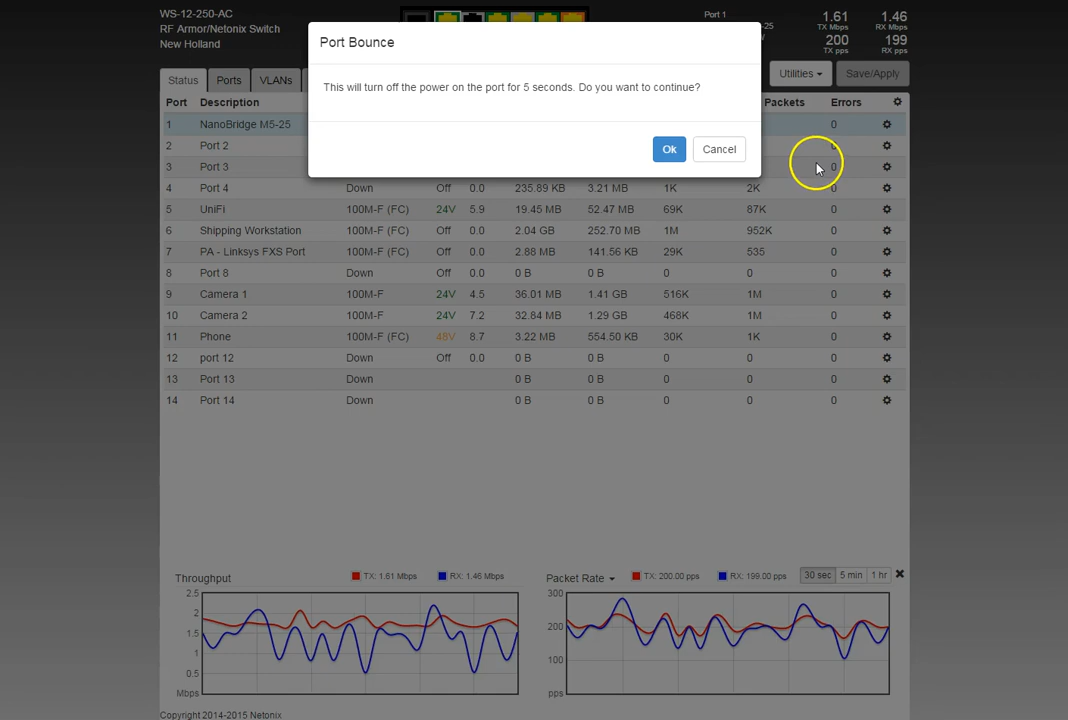 WS-12-250-AC
RF Armor/Netonix Switch
New Holland
Port 1
-25
1.61 1.46
TX Mbps RX Mbps
200 199
TX pps RX pps
Port Bounce
This will turn off the power on the port for 5 seconds. Do you want to continue?
Ok Cancel
Status Ports VLANs Utilities Save/Apply
Port Description Packets Errors
1 NanoBridge M5-25 0
2 Port 2 0
3 Port 3 0
4 Port 4 Down Off 0.0 235.89 KB 3.21 MB 1K 2K 0
5 UniFi 100M-F (FC) 24V 5.9 19.45 MB 52.47 MB 69K 87K 0
6 Shipping Workstation 100M-F (FC) Off 0.0 2.04 GB 252.70 MB 1M 952K 0
7 PA - Linksys FXS Port 100M-F (FC) Off 0.0 2.88 MB 141.56 KB 29K 535 0
8 Port 8 Down Off 0.0 0 B 0 B 0 0 0
9 Camera 1 100M-F 24V 4.5 36.01 MB 1.41 GB 516K 1M 0
10 Camera 2 100M-F 24V 7.2 32.84 MB 1.29 GB 468K 1M 0
11 Phone 100M-F (FC) 48V 8.7 3.22 MB 554.50 KB 30K 1K 0
12 port 12 Down Off 0.0 0 B 0 B 0 0 0
13 Port 13 Down 0 B 0 B 0 0 0
14 Port 14 Down 0 B 0 B 0 0 0
Throughput TX: 1.61 Mbps RX: 1.46 Mbps
2.5
2
1.5
1
0.5
Mbps
Packet Rate TX: 200.00 pps RX: 199.00 pps 30 sec 5 min 1 hr
300
200
100
pps
Copyright 2014-2015 Netonix